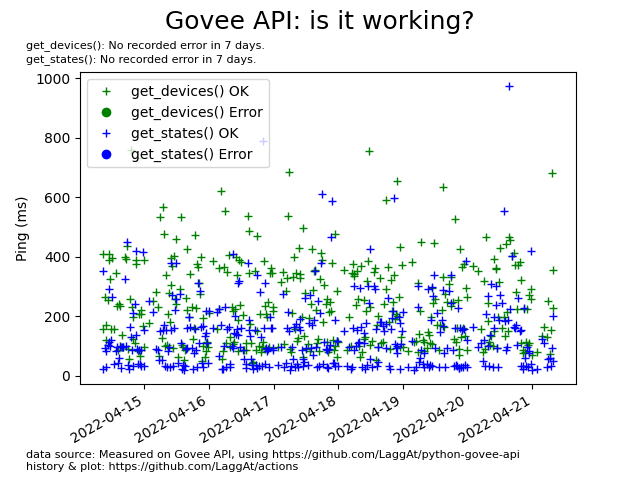 Govee API: is it working?
get_devices(): No recorded error in 7 days.
get_states(): No recorded error in 7 days.
get_devices() OK
get_devices() Error
get_states() OK
get_states() Error
Ping (ms)
1000
800
600
400
200
0
2022-04-15
2022-04-16
2022-04-17
2022-04-18
2022-04-19
2022-04-20
2022-04-21
data source: Measured on Govee API, using https://github.com/LaggAt/python-govee-api
history & plot: https://github.com/LaggAt/actions